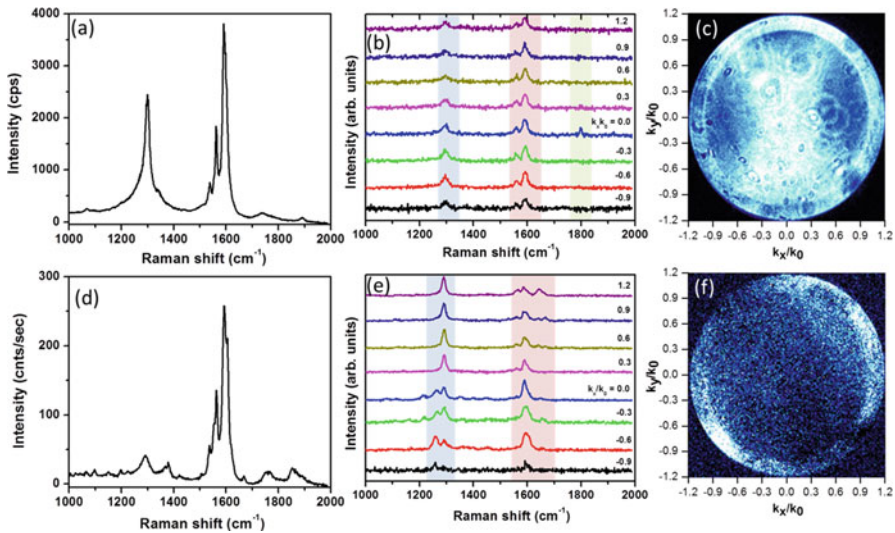 (a)
Intensity (cps)
4000
3000
2000
1000
0
1000 1200 1400 1600 1800 2000
Raman shift (cm⁻¹)
(b)
Intensity (arb. units)
1.2
0.9
0.6
0.3
kₓ kg = 0.0
-0.3
-0.6
-0.9
1000 1200 1400 1600 1800 2000
Raman shift (cm⁻¹)
(c)
ky/k0
1.2
0.9
0.6
0.3
0.0
-0.3
-0.6
-0.9
-1.2
-1.2 -0.9 -0.6 -0.3 0.0 0.3 0.6 0.9 1.2
kx/k0
(d)
Intensity (cnts/sec)
300
200
100
0
1000 1200 1400 1600 1800 2000
Raman shift (cm⁻¹)
(e)
Intensity (arb. units)
1.2
0.9
0.6
0.3
kₓ/k₀ = 0.0
-0.3
-0.6
-0.9
1000 1200 1400 1600 1800 2000
Raman shift (cm⁻¹)
(f)
ky/k0
1.2
0.9
0.6
0.3
0.0
-0.3
-0.6
-0.9
-1.2
-1.2 -0.9 -0.6 -0.3 0.0 0.3 0.6 0.9 1.2
kx/k0